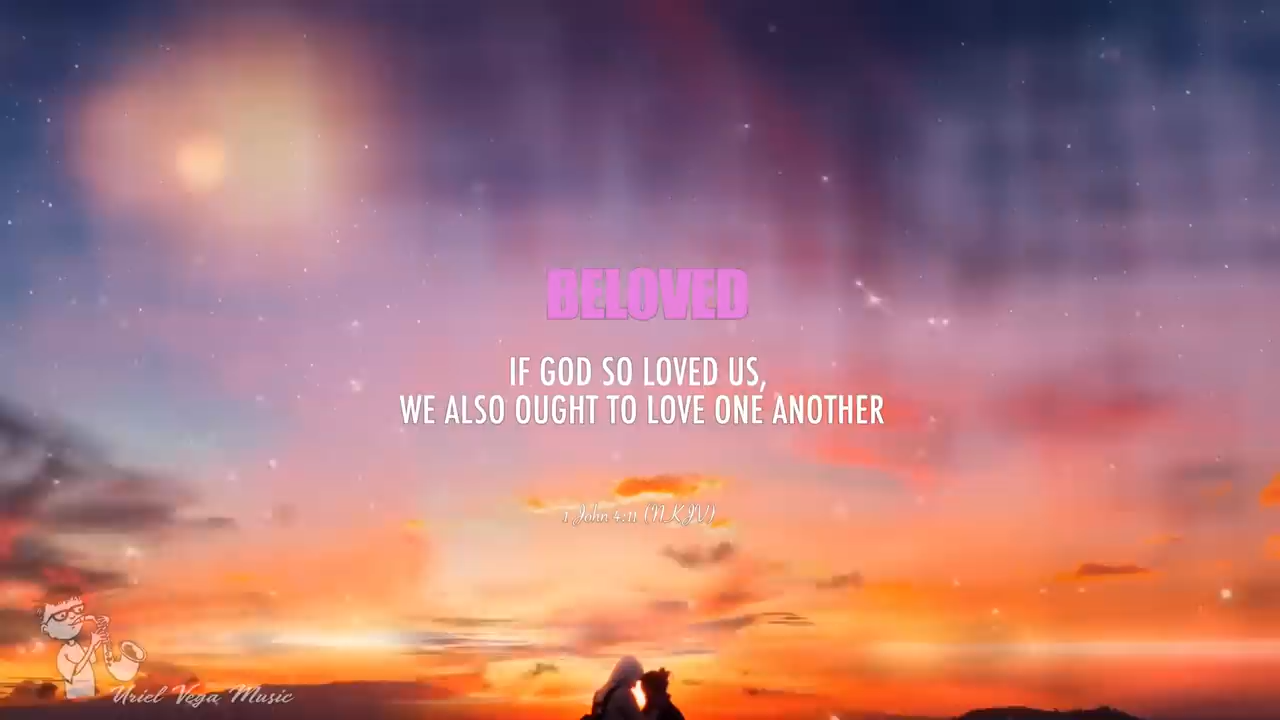 BELOVED
IF GOD SO LOVED US,
WE ALSO OUGHT TO LOVE ONE ANOTHER
1 John 4:11 (NKJV)
Uriel Vega Music